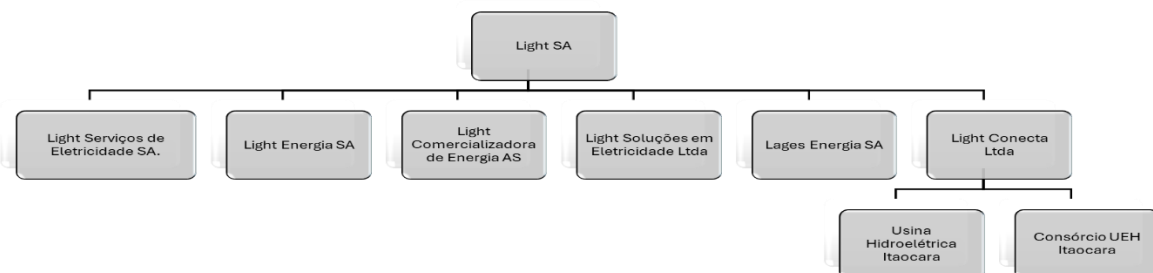 Light SA
Light Serviços de
Eletricidade SA.
Light Energia SA
Light
Comercializadora
de Energia AS
Light Soluções em
Eletricidade Ltda
Lages Energia SA
Light Conecta
Ltda
Usina
Hidroelétrica
Itaocara
Consórcio UEH
Itaocara